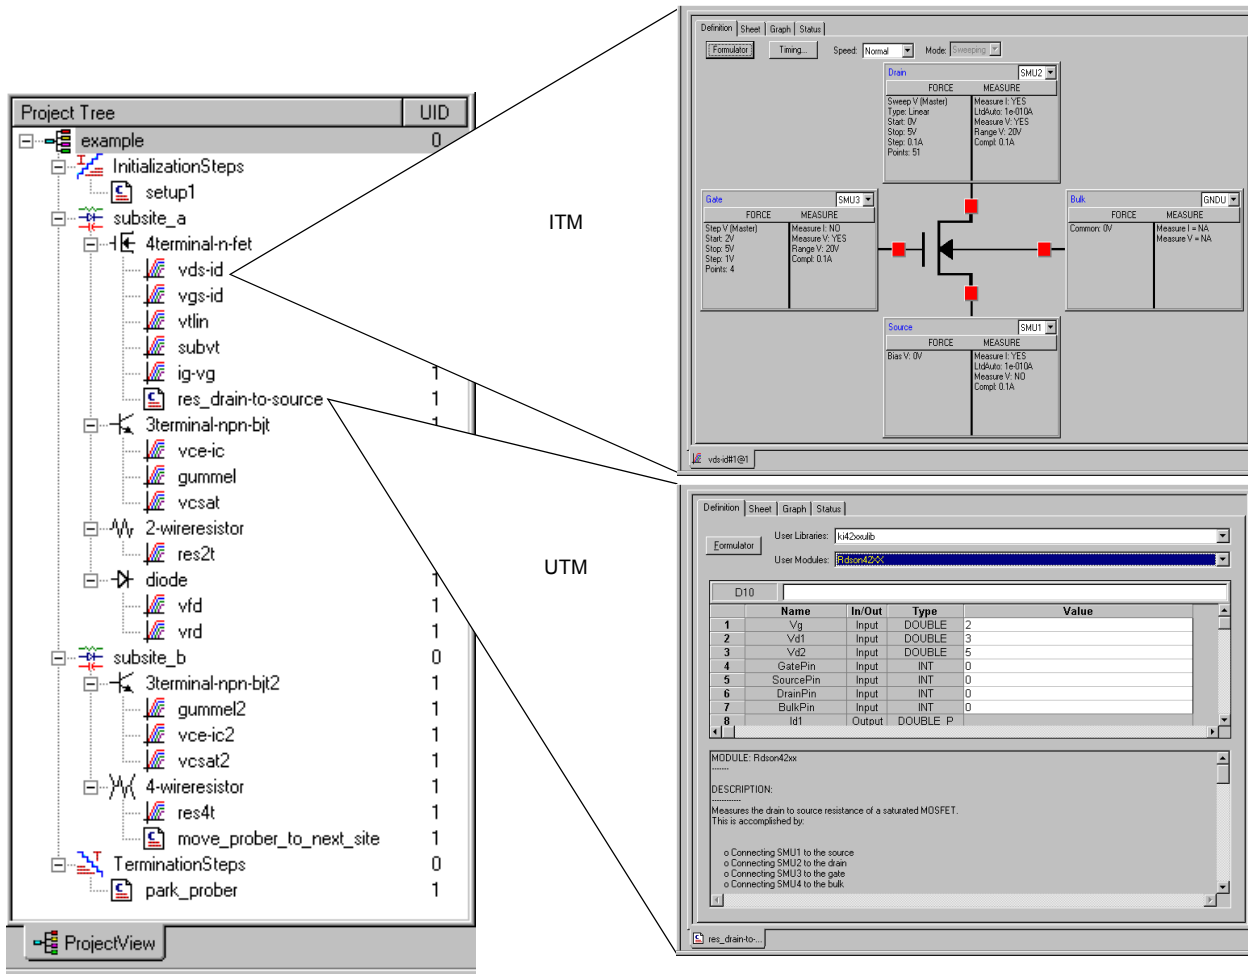 Project Tree UID
example 0
InitializationSteps
setup1
subsite_a
4terminal-n-fet
vds-id
vgs-id
vtlin
subvt
ig-vg 1
res_drain-to-source 1
3terminal-npn-bjt 1
vce-ic
gummel
vcsat
2-wireresistor
res2t
diode 1
vfd 1
vrd 1
subsite_b 0
3terminal-npn-bjt2 1
gummel2 1
vce-ic2 1
vcsat2 1
4-wireresistor 1
res4t 1
move_prober_to_next_site 1
TerminationSteps 0
park_prober 1
ProjectView
ITM
UTM
Definition Sheet Graph Status
Formulator Timing... Speed: Normal Mode: Sweeping
Drain SMU2
FORCE MEASURE
Sweep V (Master) Measure I: YES
Type: Linear LtdAuto: 1e-010A
Start: 0V Measure V: YES
Stop: 5V Range V: 20V
Step: 0.1A Compl: 0.1A
Points: 51
Gate SMU3
FORCE MEASURE
Step V (Master) Measure I: NO
Start: 2V Measure V: YES
Stop: 5V Range V: 20V
Step: 1V Compl: 0.1A
Points: 4
Bulk GNDU
FORCE MEASURE
Common: 0V Measure I = NA
Measure V = NA
Source SMU1
FORCE MEASURE
Bias V: 0V Measure I: YES
LtdAuto: 1e-010A
Measure V: NO
Compl: 0.1A
vds-id#1@1
Definition Sheet Graph Status
Formulator User Libraries: ki42xxulib
User Modules: Rdson42XX
D10
Name In/Out Type Value
1 Vg Input DOUBLE 2
2 Vd1 Input DOUBLE 3
3 Vd2 Input DOUBLE 5
4 GatePin Input INT 0
5 SourcePin Input INT 0
6 DrainPin Input INT 0
7 BulkPin Input INT 0
8 Id1 Output DOUBLE P
MODULE: Rdson42xx
-------
DESCRIPTION:
------------
Measures the drain to source resistance of a saturated MOSFET.
This is accomplished by:
o Connecting SMU1 to the source
o Connecting SMU2 to the drain
o Connecting SMU3 to the gate
o Connecting SMU4 to the bulk
res_drain-to-...